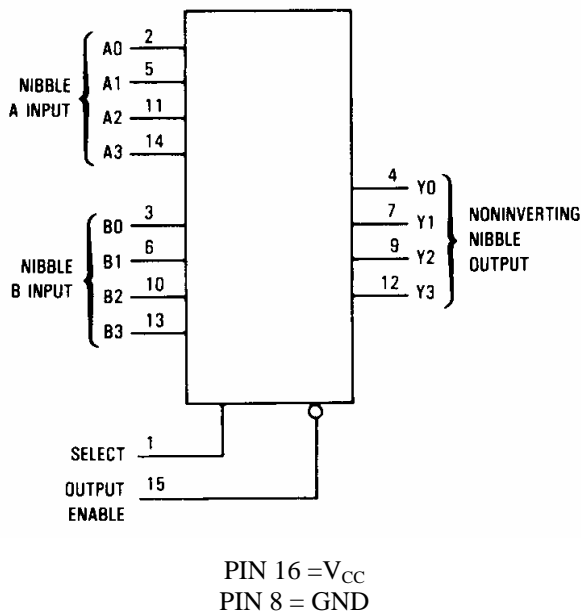 NIBBLE
A INPUT
A0 2
A1 5
A2 11
A3 14
NIBBLE
B INPUT
B0 3
B1 6
B2 10
B3 13
4 Y0
7 Y1
9 Y2
12 Y3
NONINVERTING
NIBBLE
OUTPUT
SELECT 1
OUTPUT 15
ENABLE
PIN 16 =VCC
PIN 8 = GND